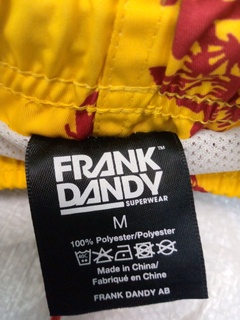 FRANK™
DANDY
SUPERWEAR
M
100% Polyester/Polyester
Made in China/
Fabriqué en Chine
FRANK DANDY AB